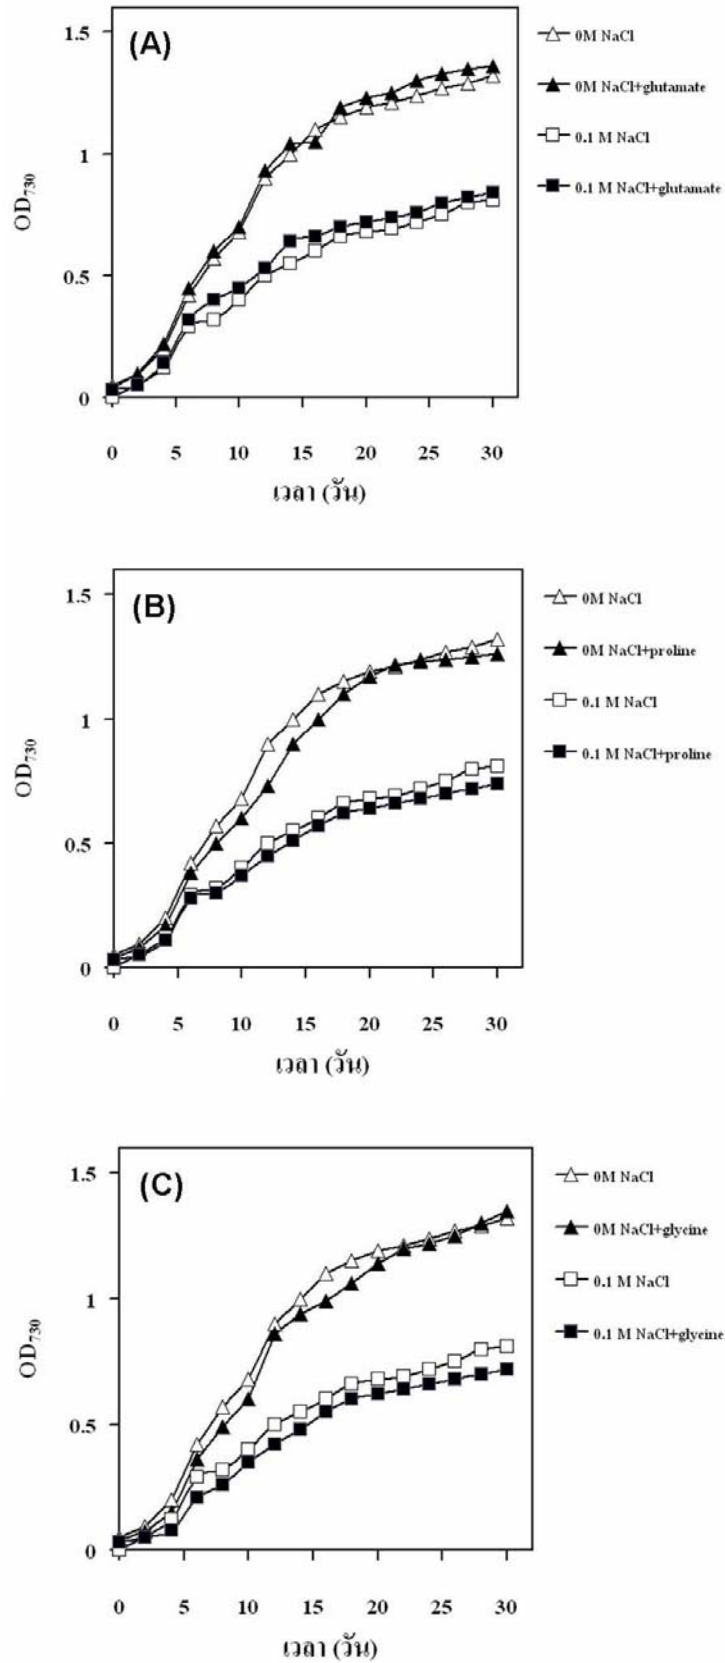 (A)
1.5
1
0.5
0
OD730
0 5 10 15 20 25 30
เวลา (วัน)
0M NaCl
0M NaCl+glutamate
0.1 M NaCl
0.1 M NaCl+glutamate
(B)
1.5
1
0.5
0
OD730
0 5 10 15 20 25 30
เวลา (วัน)
0M NaCl
0M NaCl+proline
0.1 M NaCl
0.1 M NaCl+proline
(C)
1.5
1
0.5
0
OD730
0 5 10 15 20 25 30
เวลา (วัน)
0M NaCl
0M NaCl+glycine
0.1 M NaCl
0.1 M NaCl+glycine